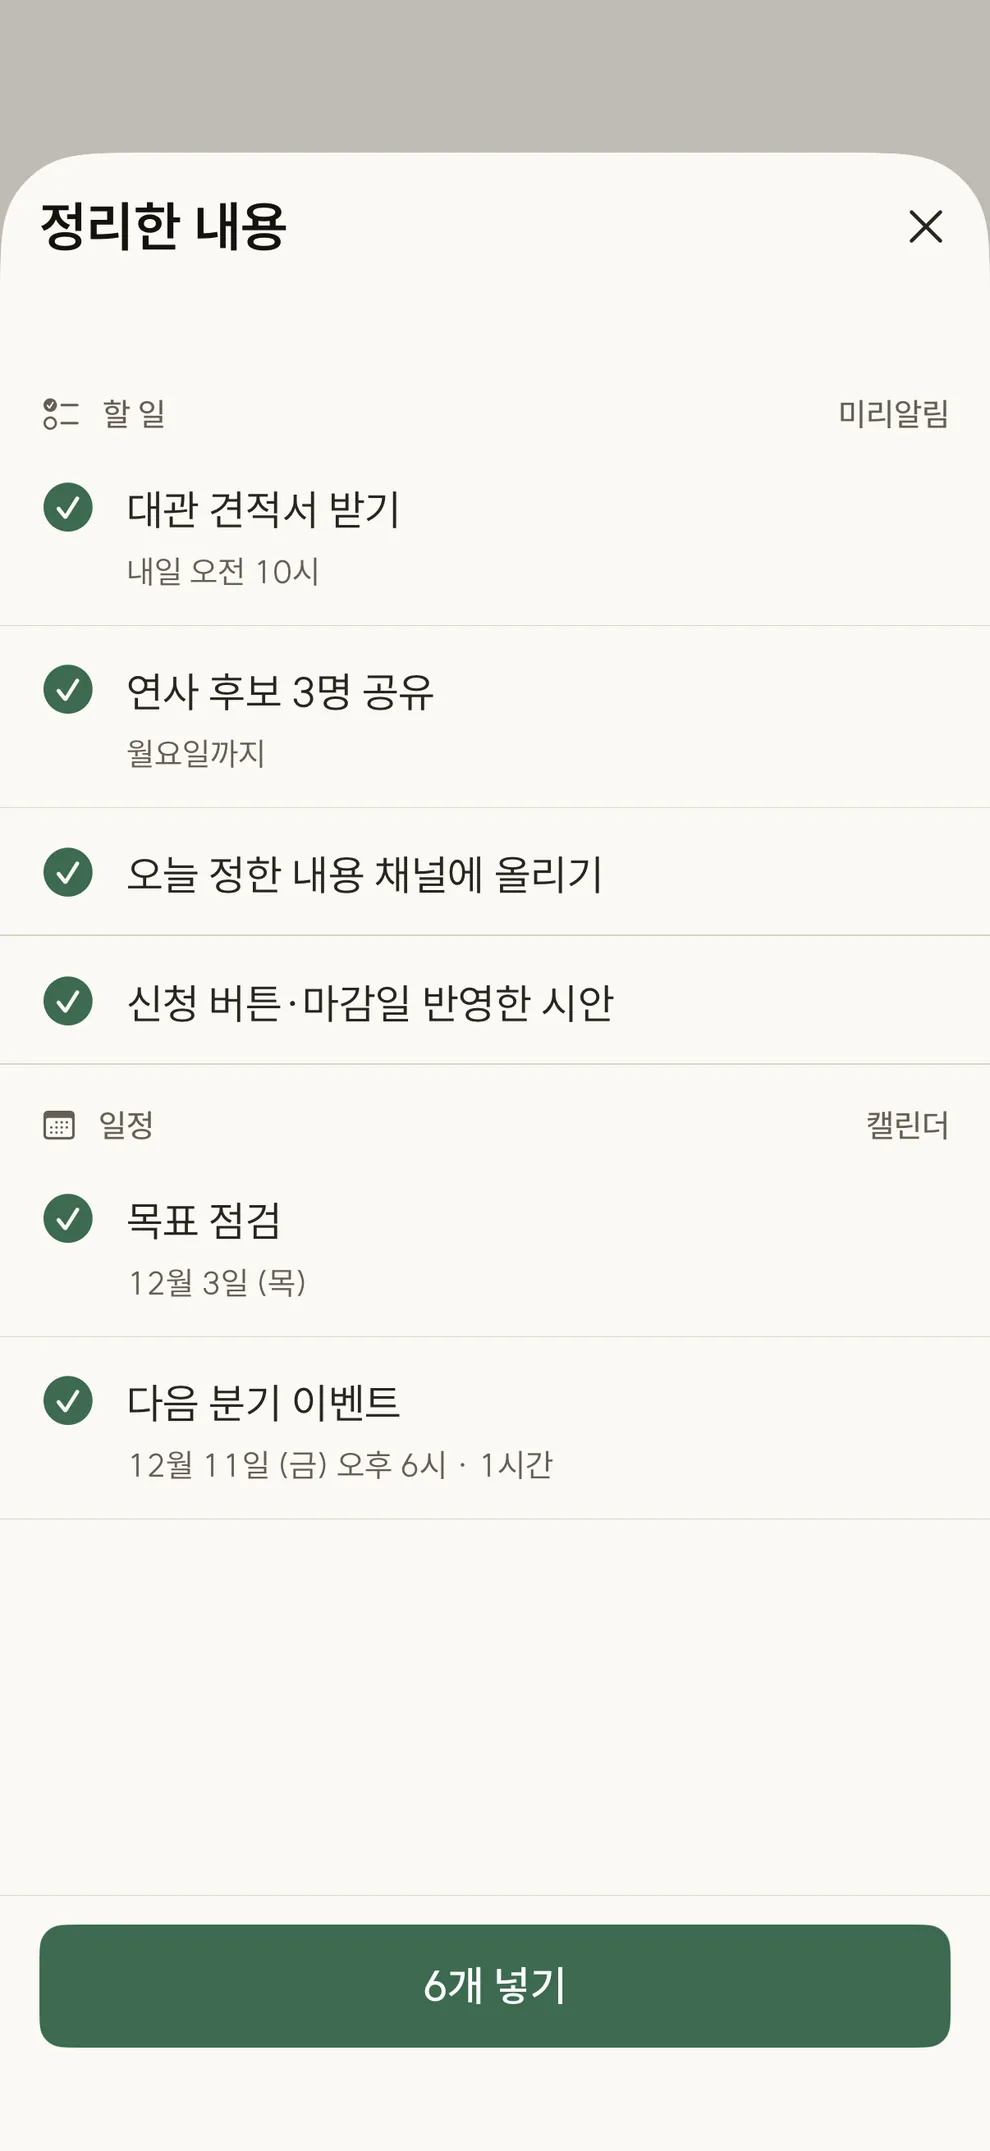 정리한 내용
할 일
미리알림
대관 견적서 받기
내일 오전 10시
연사 후보 3명 공유
월요일까지
오늘 정한 내용 채널에 올리기
신청 버튼·마감일 반영한 시안
일정
캘린더
목표 점검
12월 3일 (목)
다음 분기 이벤트
12월 11일 (금) 오후 6시 · 1시간
6개 넣기